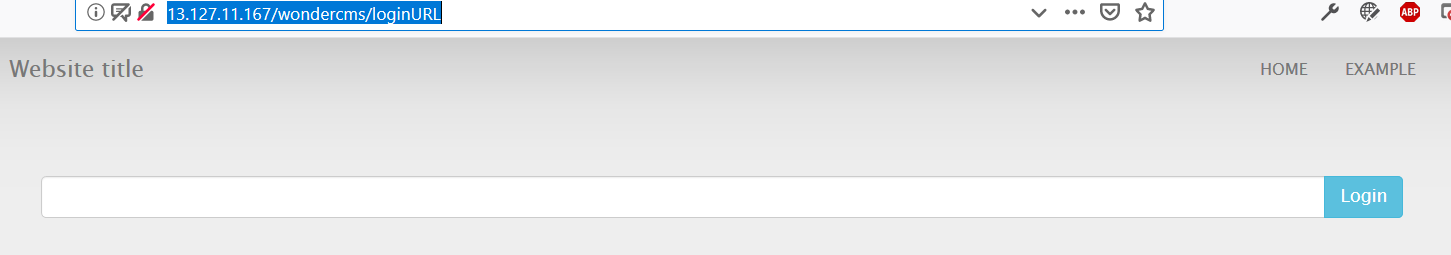 13.127.11.167/wondercms/loginURL
ABP
Website title
HOME
EXAMPLE
Login